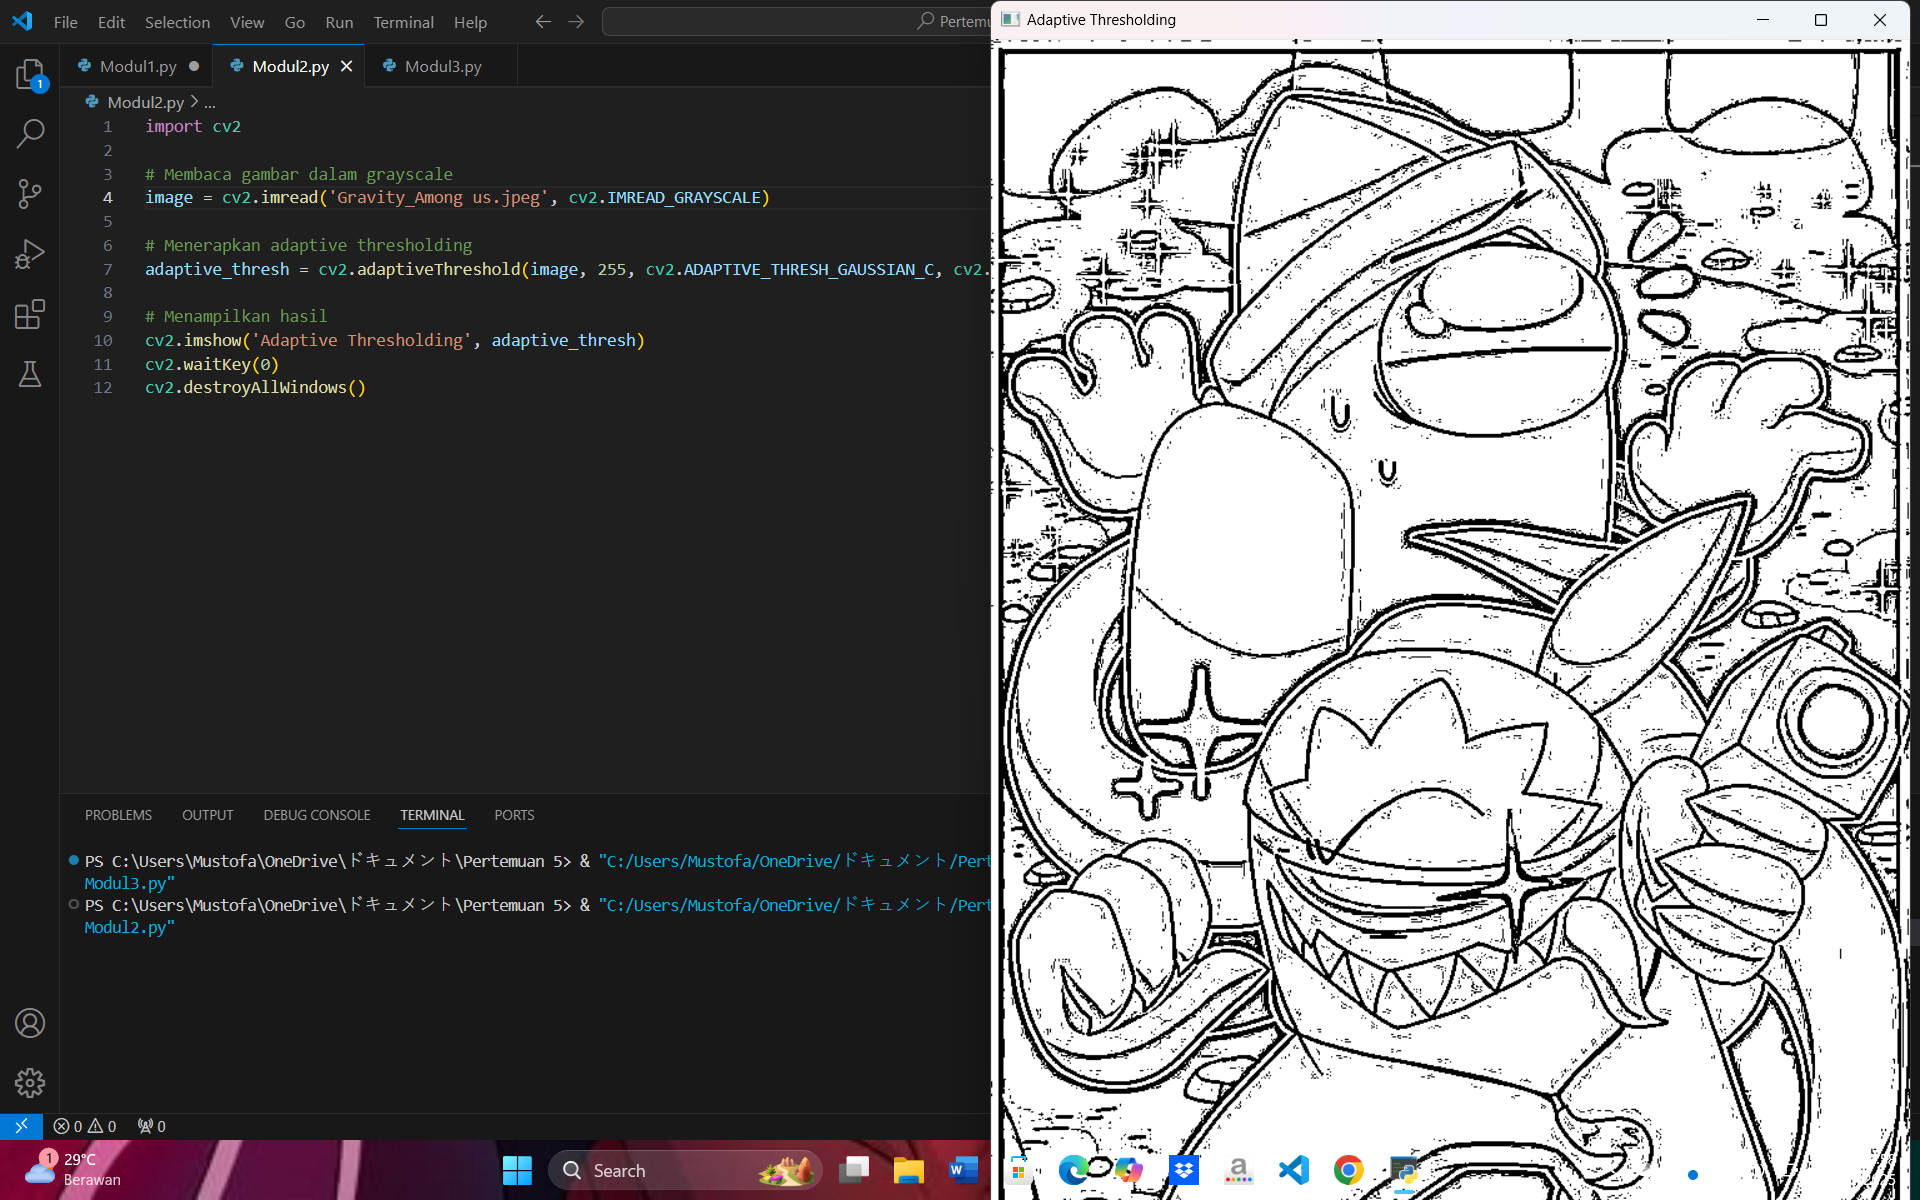 File Edit Selection View Go Run Terminal Help
Pertemu
Adaptive Thresholding
1
Modul1.py
Modul2.py
Modul3.py
Modul2.py > ...
1 import cv2
2
3 # Membaca gambar dalam grayscale
4 image = cv2.imread('Gravity_Among us.jpeg', cv2.IMREAD_GRAYSCALE)
5
6 # Menerapkan adaptive thresholding
7 adaptive_thresh = cv2.adaptiveThreshold(image, 255, cv2.ADAPTIVE_THRESH_GAUSSIAN_C, cv2.
8
9 # Menampilkan hasil
10 cv2.imshow('Adaptive Thresholding', adaptive_thresh)
11 cv2.waitKey(0)
12 cv2.destroyAllWindows()
PROBLEMS OUTPUT DEBUG CONSOLE TERMINAL PORTS
PS C:\Users\Mustofa\OneDrive\ドキュメント\Pertemuan 5> & "C:/Users/Mustofa/OneDrive/ドキュメント/Pert
Modul3.py"
PS C:\Users\Mustofa\OneDrive\ドキュメント\Pertemuan 5> & "C:/Users/Mustofa/OneDrive/ドキュメント/Pert
Modul2.py"
0 0 0
1
29°C
Berawan
Search
W
a